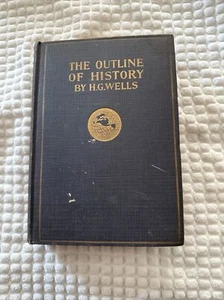 THE OUTLINE
OF HISTORY
BY H.G.WELLS